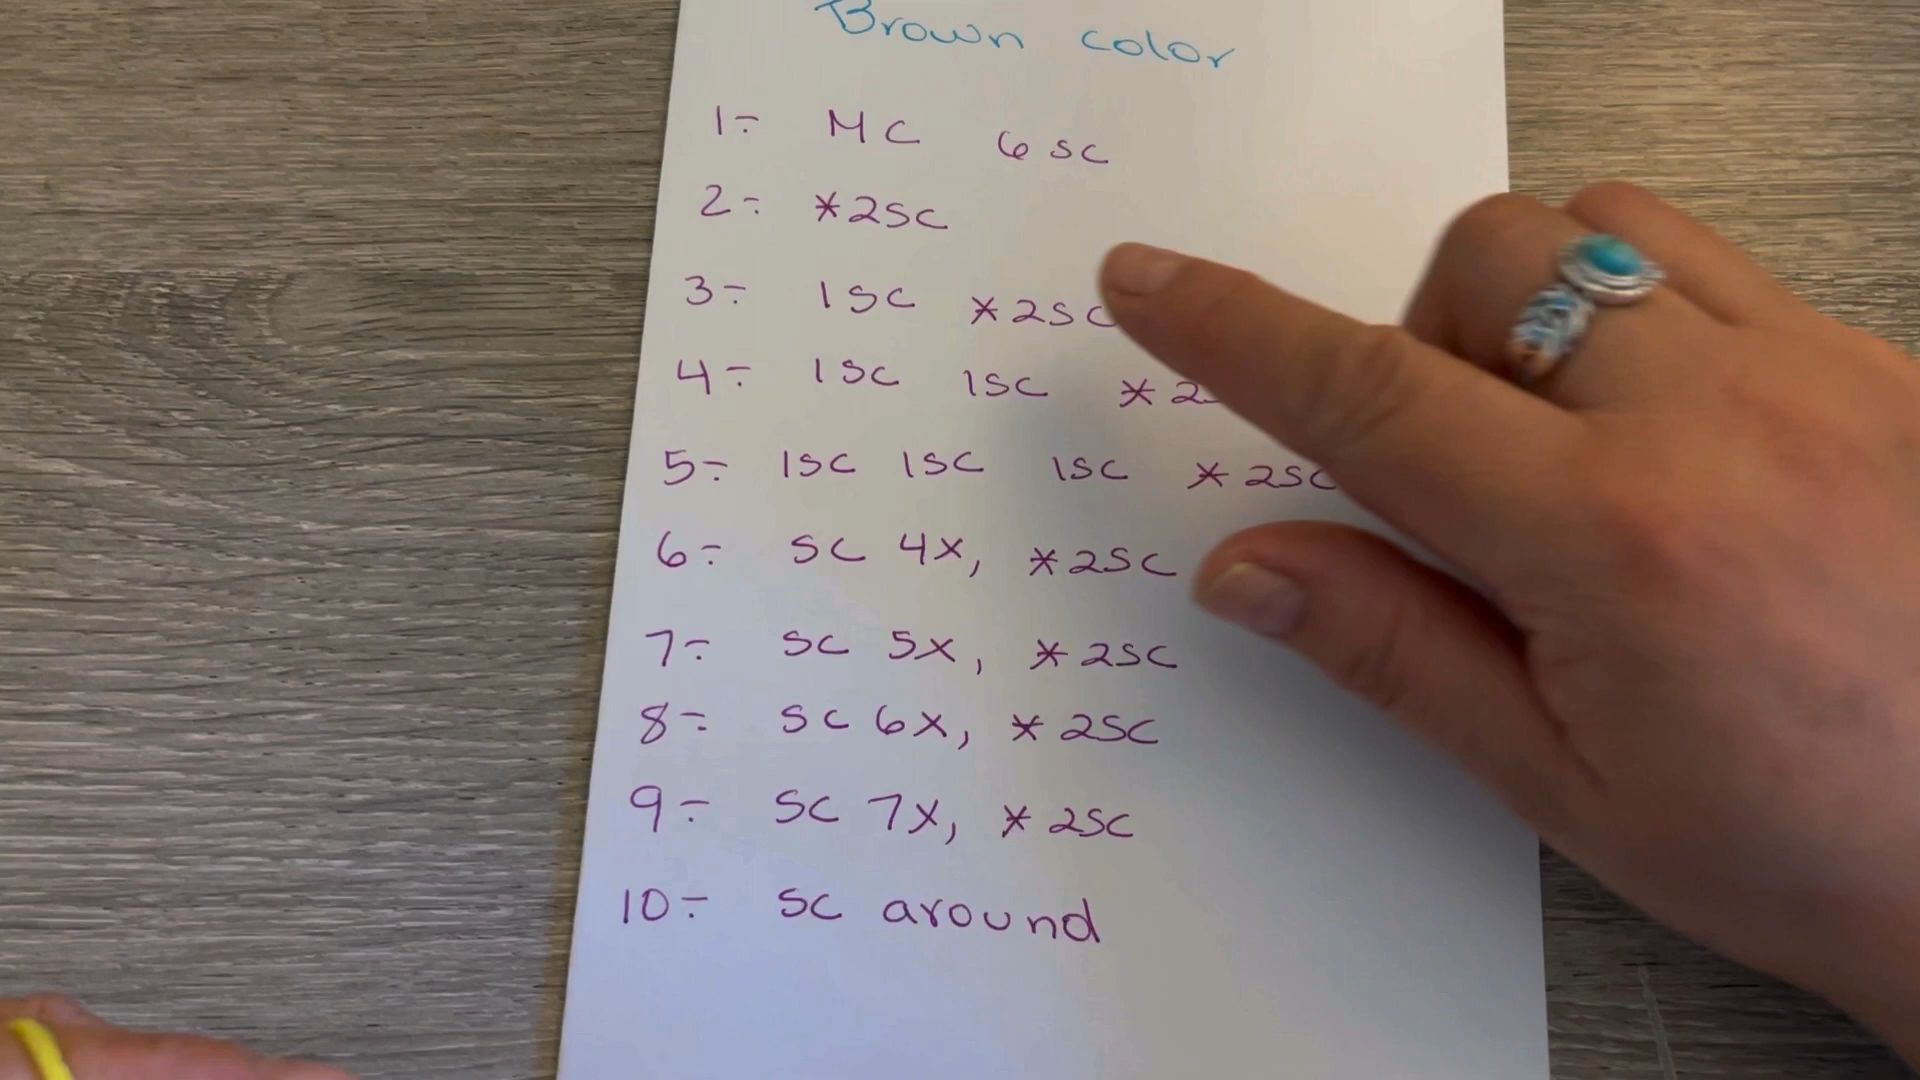 Brown color
1÷ MC 6sc
2÷ *2SC
3÷ 1SC *2SC
4÷ 1SC 1SC
5÷ 1SC 1SC 1SC *2SC
6÷ SC 4X, *2SC
7÷ SC 5X, *2SC
8÷ SC 6X, *2SC
9÷ SC 7X, *2SC
10÷ SC around